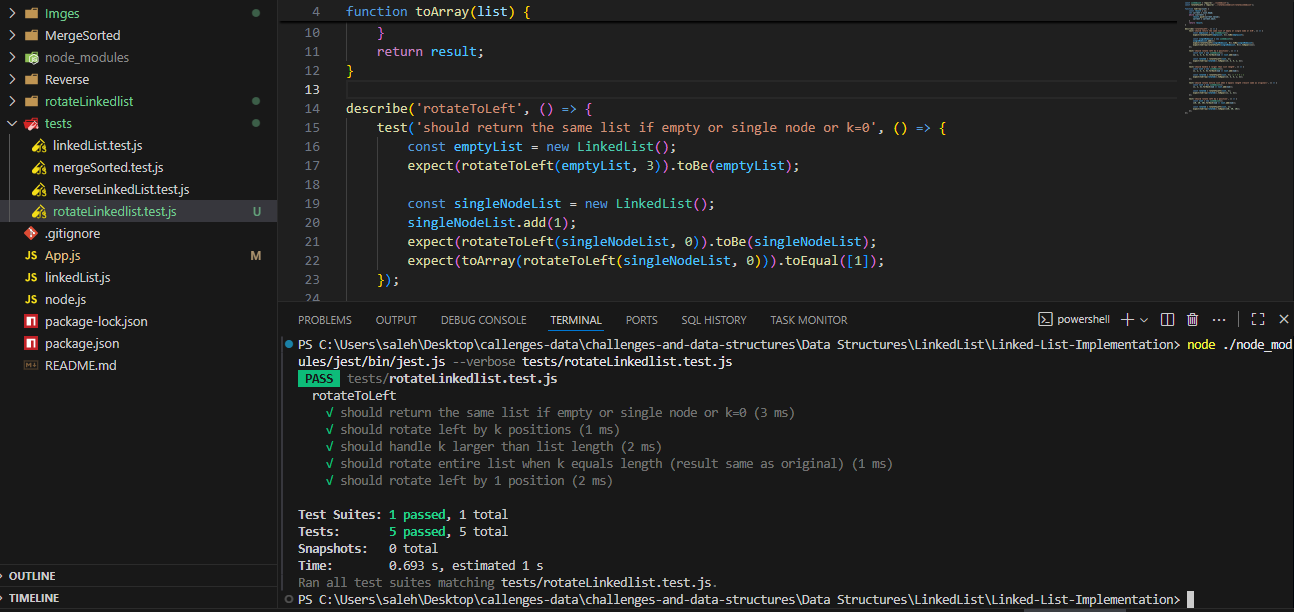 Imges
MergeSorted
node_modules
Reverse
rotateLinkedlist
tests
linkedList.test.js
mergeSorted.test.js
ReverseLinkedList.test.js
rotateLinkedlist.test.js U
.gitignore
JS App.js M
JS linkedList.js
JS node.js
package-lock.json
package.json
README.md
OUTLINE
TIMELINE
4 function toArray(list) {
10 }
11 return result;
12 }
13
14 describe('rotateToLeft', () => {
15 test('should return the same list if empty or single node or k=0', () => {
16 const emptyList = new LinkedList();
17 expect(rotateToLeft(emptyList, 3)).toBe(emptyList);
18
19 const singleNodeList = new LinkedList();
20 singleNodeList.add(1);
21 expect(rotateToLeft(singleNodeList, 0)).toBe(singleNodeList);
22 expect(toArray(rotateToLeft(singleNodeList, 0))).toEqual([1]);
23 });
24
PROBLEMS OUTPUT DEBUG CONSOLE TERMINAL PORTS SQL HISTORY TASK MONITOR powershell
PS C:\Users\saleh\Desktop\callenges-data\challenges-and-data-structures\Data Structures\LinkedList\Linked-List-Implementation> node ./node_mod
ules/jest/bin/jest.js --verbose tests/rotateLinkedlist.test.js
PASS tests/rotateLinkedlist.test.js
rotateToLeft
√ should return the same list if empty or single node or k=0 (3 ms)
√ should rotate left by k positions (1 ms)
√ should handle k larger than list length (2 ms)
√ should rotate entire list when k equals length (result same as original) (1 ms)
√ should rotate left by 1 position (2 ms)
Test Suites: 1 passed, 1 total
Tests: 5 passed, 5 total
Snapshots: 0 total
Time: 0.693 s, estimated 1 s
Ran all test suites matching tests/rotateLinkedlist.test.js.
PS C:\Users\saleh\Desktop\callenges-data\challenges-and-data-structures\Data Structures\LinkedList\Linked-List-Implementation>